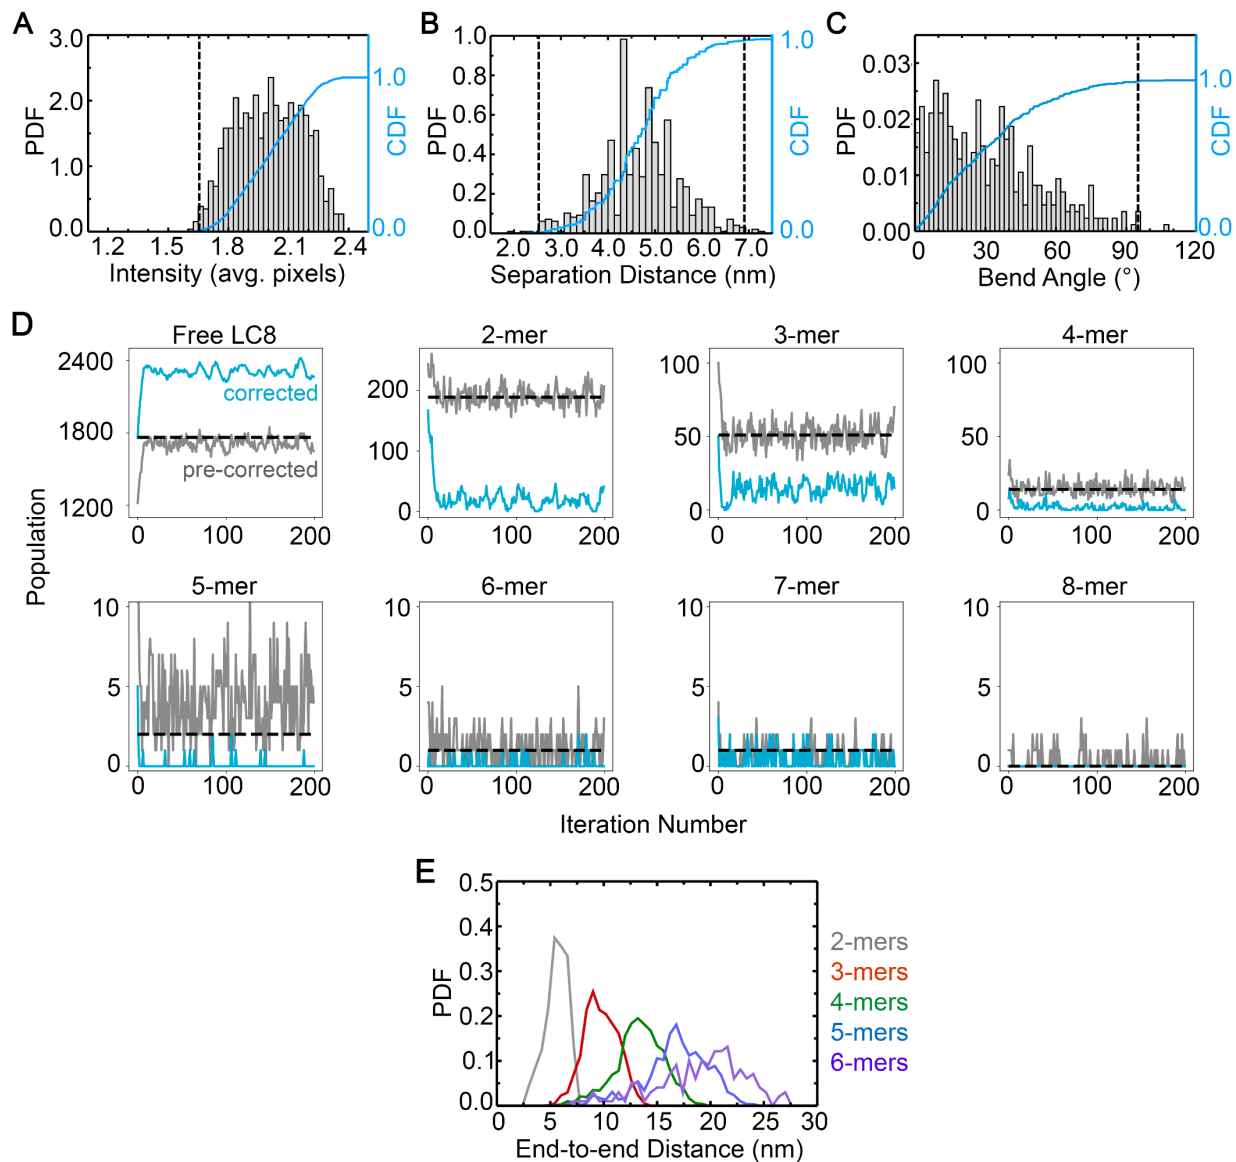 A
3.0
2.0
1.0
0.0
PDF
1.2
1.5
1.8
2.1
2.4
Intensity (avg. pixels)
1.0
0.0
CDF
B
1.0
0.8
0.6
0.4
0.2
0.0
PDF
2.0
3.0
4.0
5.0
6.0
7.0
Separation Distance (nm)
1.0
0.0
CDF
C
0.03
0.02
0.01
0.00
PDF
0
30
60
90
120
Bend Angle (°)
1.0
0.0
CDF
D
Population
Free LC8
2400
1800
1200
corrected
pre-corrected
0
100
200
2-mer
200
100
0
0
100
200
3-mer
100
50
0
0
100
200
4-mer
100
50
0
0
100
200
5-mer
10
5
0
0
100
200
6-mer
10
5
0
0
100
200
7-mer
10
5
0
0
100
200
8-mer
10
5
0
0
100
200
Iteration Number
E
0.5
0.4
0.3
0.2
0.1
0.0
PDF
0
5
10
15
20
25
30
End-to-end Distance (nm)
2-mers
3-mers
4-mers
5-mers
6-mers